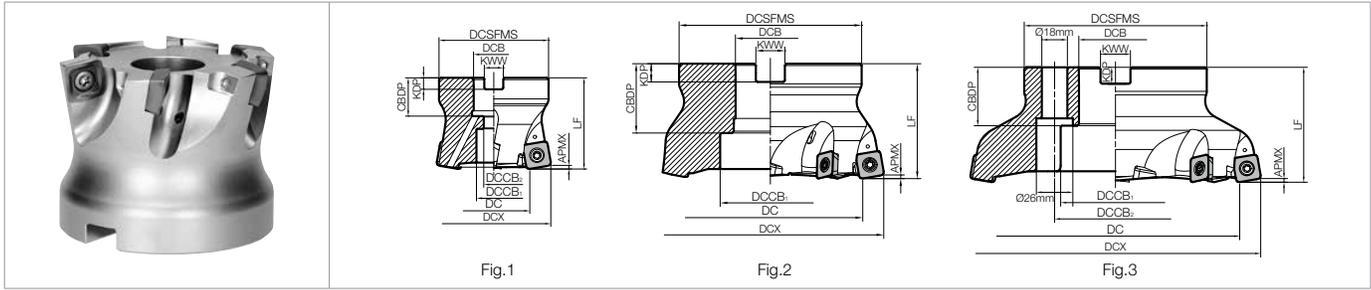 DCSFMS
DCB
KWW
KDP
CBDP
LF
APMX
DCCB₂
DCCB₁
DC
DCX
Fig.1
DCSFMS
DCB
KWW
KDP
CBDP
LF
APMX
DCCB₁
DC
DCX
Fig.2
DCSFMS
Ø18mm
DCB
KWW
KDP
CBDP
LF
APMX
Ø26mm
DCCB₁
DCCB₂
DC
DCX
Fig.3